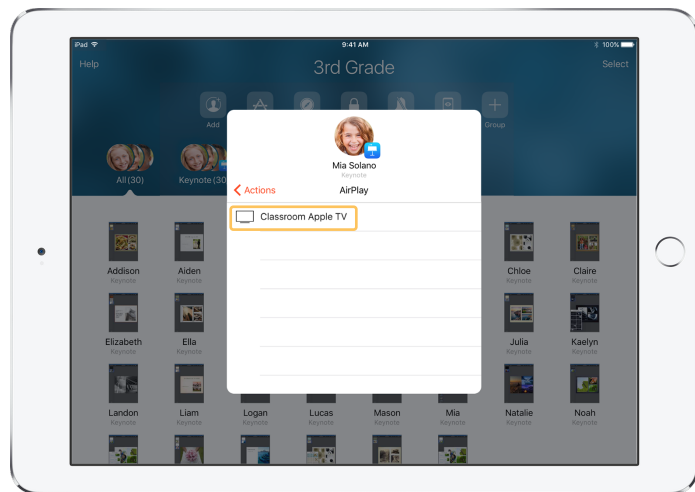 iPad 9:41 AM 100%
Help 3rd Grade Select
Add Group
All (30) Keynote (30
Mia Solano
Keynote
Actions AirPlay
Classroom Apple TV
Addison Aiden Chloe Claire
Keynote Keynote Keynote Keynote
Elizabeth Ella Julia Kaelyn
Keynote Keynote Keynote Keynote
Landon Liam Logan Lucas Mason Mia Natalie Noah
Keynote Keynote Keynote Keynote Keynote Keynote Keynote Keynote